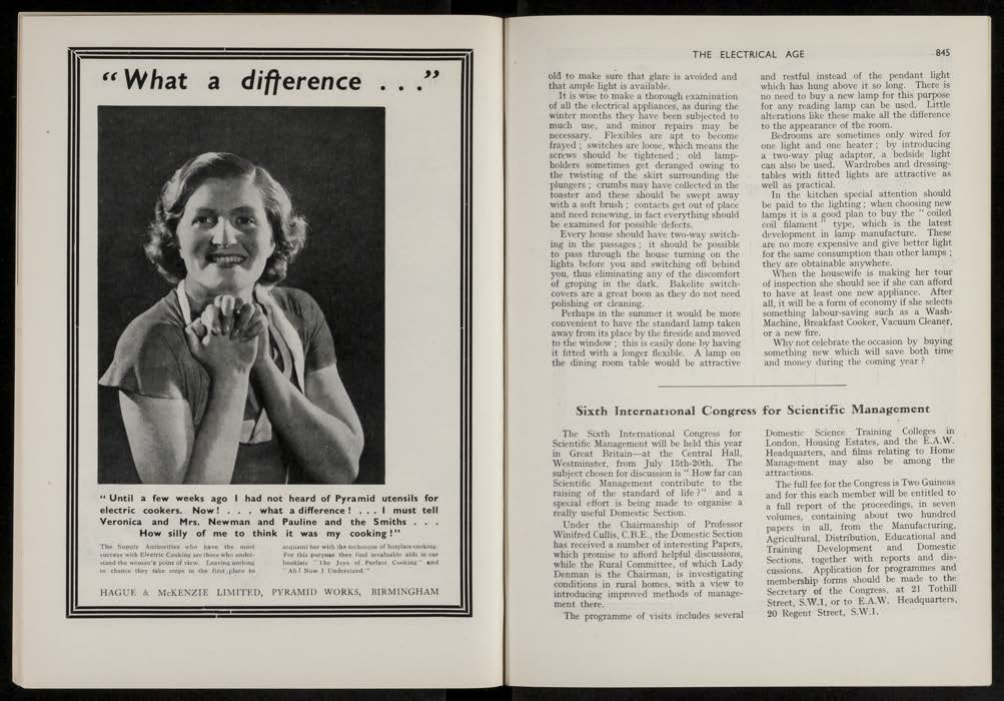 “What a difference . . .”
“Until a few weeks ago I had not heard of Pyramid utensils for
electric cookers. Now! . . . what a difference! . . . I must tell
Veronica and Mrs. Newman and Pauline and the Smiths . . .
How silly of me to think it was my cooking!”
The Supply Authorities who have the most
success with Electric Cooking are those who under-
stand the woman's point of view. Leaving nothing
to chance they take steps in the first place to
acquaint her with the technique of hotplate-cooking.
For this purpose they find invaluable aids in our
booklets “The Joys of Perfect Cooking” and
“Ah! Now I Understand.”
HAGUE & McKENZIE LIMITED, PYRAMID WORKS, BIRMINGHAM
THE ELECTRICAL AGE 845
old to make sure that glare is avoided and
that ample light is available.
It is wise to make a thorough examination
of all the electrical appliances, as during the
winter months they have been subjected to
much use, and minor repairs may be
necessary. Flexibles are apt to become
frayed ; switches are loose, which means the
screws should be tightened ; old lamp-
holders sometimes get deranged owing to
the twisting of the skirt surrounding the
plungers ; crumbs may have collected in the
toaster and these should be swept away
with a soft brush ; contacts get out of place
and need renewing, in fact everything should
be examined for possible defects.
Every house should have two-way switch-
ing in the passages ; it should be possible
to pass through the house turning on the
lights before you and switching off behind
you, thus eliminating any of the discomfort
of groping in the dark. Bakelite switch-
covers are a great boon as they do not need
polishing or cleaning.
Perhaps in the summer it would be more
convenient to have the standard lamp taken
away from its place by the fireside and moved
to the window ; this is easily done by having
it fitted with a longer flexible. A lamp on
the dining room table would be attractive
and restful instead of the pendant light
which has hung above it so long. There is
no need to buy a new lamp for this purpose
for any reading lamp can be used. Little
alterations like these make all the difference
to the appearance of the room.
Bedrooms are sometimes only wired for
one light and one heater ; by introducing
a two-way plug adaptor, a bedside light
can also be used. Wardrobes and dressing-
tables with fitted lights are attractive as
well as practical.
In the kitchen special attention should
be paid to the lighting ; when choosing new
lamps it is a good plan to buy the “ coiled
coil filament ” type, which is the latest
development in lamp manufacture. These
are no more expensive and give better light
for the same consumption than other lamps ;
they are obtainable anywhere.
When the housewife is making her tour
of inspection she should see if she can afford
to have at least one new appliance. After
all, it will be a form of economy if she selects
something labour-saving such as a Wash-
Machine, Breakfast Cooker, Vacuum Cleaner,
or a new fire.
Why not celebrate the occasion by buying
something new which will save both time
and money during the coming year ?
Sixth International Congress for Scientific Management
The Sixth International Congress for
Scientific Management will be held this year
in Great Britain—at the Central Hall,
Westminster, from July 15th-20th. The
subject chosen for discussion is “ How far can
Scientific Management contribute to the
raising of the standard of life ?” and a
special effort is being made to organise a
really useful Domestic Section.
Under the Chairmanship of Professor
Winifred Cullis, C.B.E., the Domestic Section
has received a number of interesting Papers,
which promise to afford helpful discussions,
while the Rural Committee, of which Lady
Denman is the Chairman, is investigating
conditions in rural homes, with a view to
introducing improved methods of manage-
ment there.
The programme of visits includes several
Domestic Science Training Colleges in
London, Housing Estates, and the E.A.W.
Headquarters, and films relating to Home
Management may also be among the
attractions.
The full fee for the Congress is Two Guineas
and for this each member will be entitled to
a full report of the proceedings, in seven
volumes, containing about two hundred
papers in all, from the Manufacturing,
Agricultural, Distribution, Educational and
Training Development and Domestic
Sections, together with reports and dis-
cussions. Application for programmes and
membership forms should be made to the
Secretary of the Congress, at 21 Tothill
Street, S.W.1, or to E.A.W. Headquarters,
20 Regent Street, S.W.1.